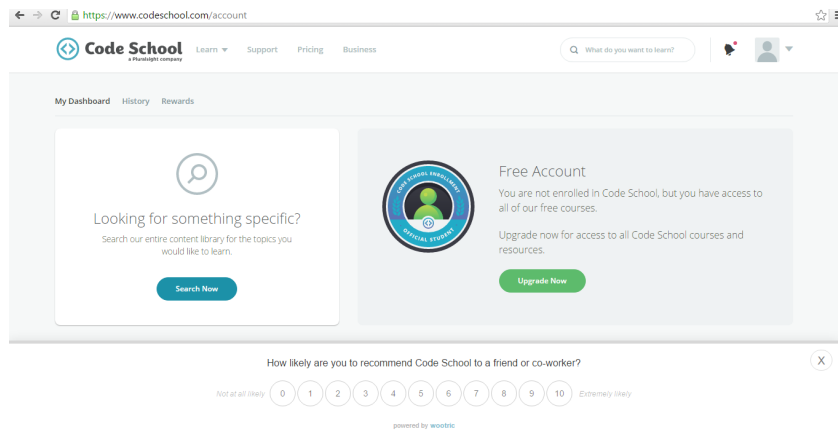 https://www.codeschool.com/account
Code School
a Pluralsight company
Learn
Support
Pricing
Business
What do you want to learn?
My Dashboard
History
Rewards
Looking for something specific?
Search our entire content library for the topics you
would like to learn.
Search Now
CODE SCHOOL ENROLLMENT
OFFICIAL STUDENT
Free Account
You are not enrolled in Code School, but you have access to
all of our free courses.
Upgrade now for access to all Code School courses and
resources.
Upgrade Now
How likely are you to recommend Code School to a friend or co-worker?
X
Not at all likely 0 1 2 3 4 5 6 7 8 9 10 Extremely likely
powered by wootric